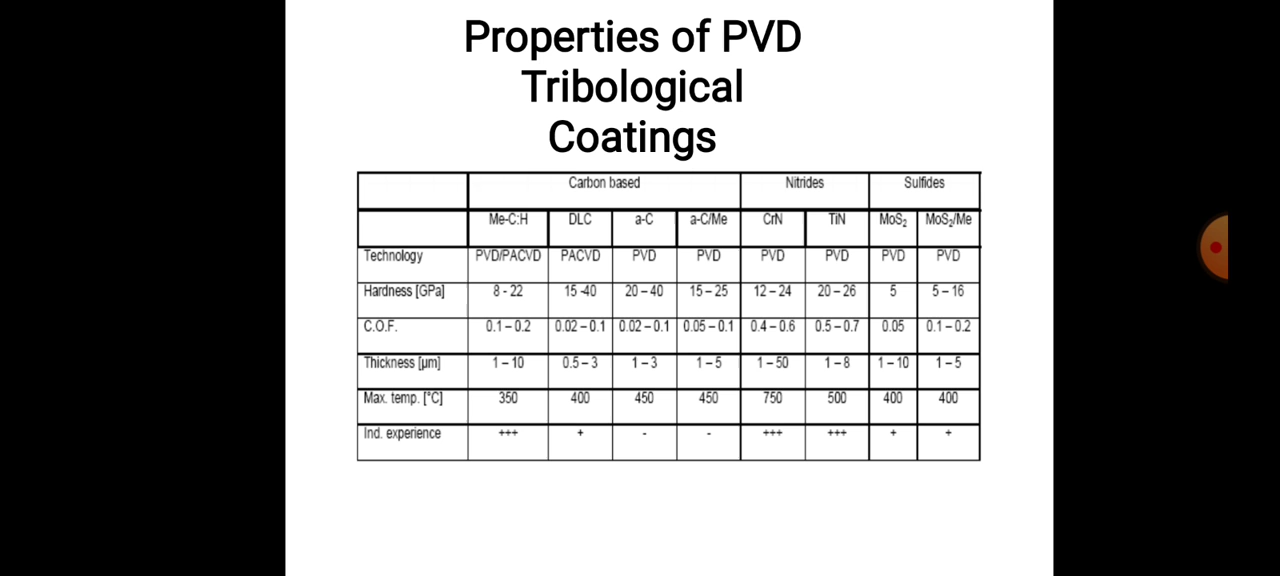 Properties of PVD
Tribological
Coatings
Carbon based Nitrides Sulfides
Me-C:H DLC a-C a-C/Me CrN TiN MoS₂ MoS₂/Me
Technology PVD/PACVD PACVD PVD PVD PVD PVD PVD PVD
Hardness [GPa] 8 - 22 15 -40 20 – 40 15 – 25 12 – 24 20 – 26 5 5 – 16
C.O.F. 0.1 – 0.2 0.02 – 0.1 0.02 – 0.1 0.05 – 0.1 0.4 – 0.6 0.5 – 0.7 0.05 0.1 – 0.2
Thickness [µm] 1 – 10 0.5 – 3 1 – 3 1 – 5 1 – 50 1 – 8 1 – 10 1 – 5
Max. temp. [°C] 350 400 450 450 750 500 400 400
Ind. experience +++ + - - +++ +++ + +